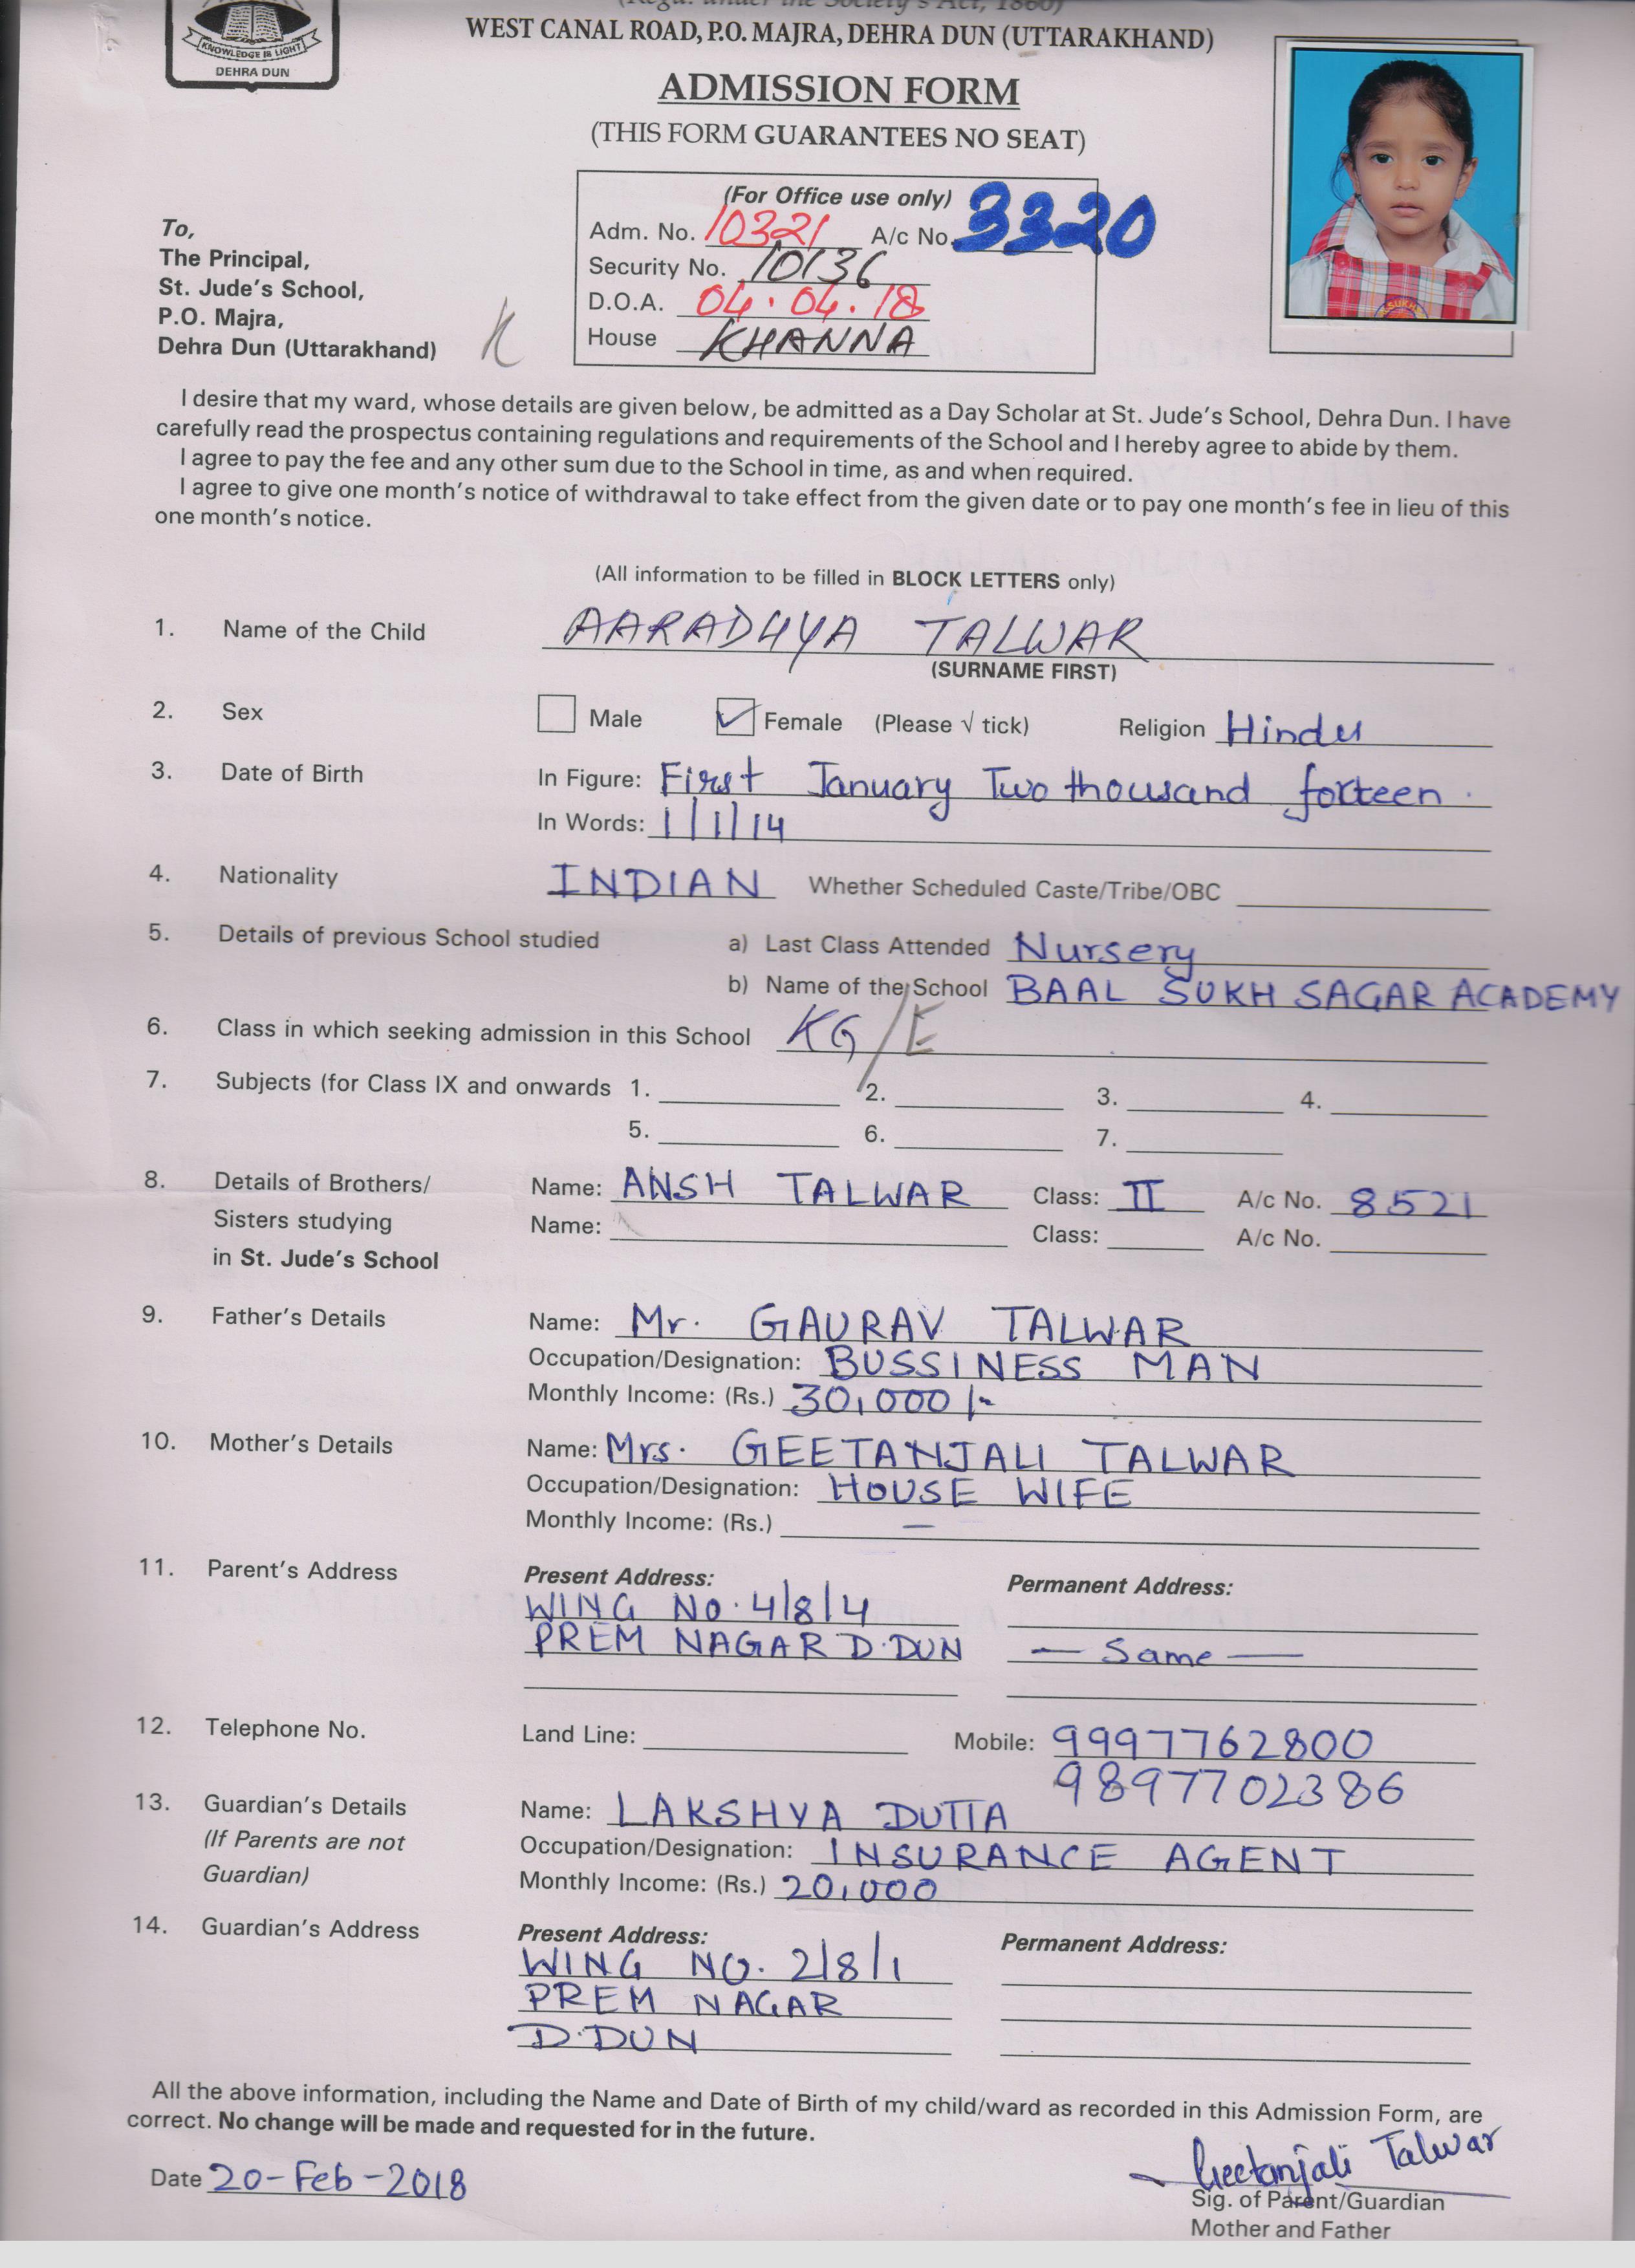 KNOWLEDGE IS LIGHT
DEHRA DUN
(Regd. under the Society's Act, 1860)
WEST CANAL ROAD, P.O. MAJRA, DEHRA DUN (UTTARAKHAND)
ADMISSION FORM
(THIS FORM GUARANTEES NO SEAT)
(For Office use only)
Adm. No. 10321 A/c No. 3320
Security No. 10136
D.O.A. 04.04.18
House KHANNA
To,
The Principal,
St. Jude's School,
P.O. Majra,
Dehra Dun (Uttarakhand)
SUKH
I desire that my ward, whose details are given below, be admitted as a Day Scholar at St. Jude's School, Dehra Dun. I have
carefully read the prospectus containing regulations and requirements of the School and I hereby agree to abide by them.
I agree to pay the fee and any other sum due to the School in time, as and when required.
I agree to give one month's notice of withdrawal to take effect from the given date or to pay one month's fee in lieu of this
one month's notice.
(All information to be filled in BLOCK LETTERS only)
1. Name of the Child AARADHYA TALWAR
(SURNAME FIRST)
2. Sex Male Female (Please √ tick) Religion Hindu
3. Date of Birth In Figure: First January Two thousand forteen.
In Words: 1/1/14
4. Nationality INDIAN Whether Scheduled Caste/Tribe/OBC
5. Details of previous School studied a) Last Class Attended Nursery
b) Name of the School BAAL SUKH SAGAR ACADEMY
6. Class in which seeking admission in this School KG/E
7. Subjects (for Class IX and onwards 1. 2. 3. 4.
5. 6. 7.
8. Details of Brothers/ Name: ANSH TALWAR Class: II A/c No. 8521
Sisters studying Name: Class: A/c No.
in St. Jude's School
9. Father's Details Name: Mr. GAURAV TALWAR
Occupation/Designation: BUSSINESS MAN
Monthly Income: (Rs.) 30,000/-
10. Mother's Details Name: Mrs. GEETANJALI TALWAR
Occupation/Designation: HOUSE WIFE
Monthly Income: (Rs.) —
11. Parent's Address Present Address: Permanent Address:
WING NO. 4/8/4
PREM NAGAR D.DUN — Same —
12. Telephone No. Land Line: Mobile: 9997762800
9897702386
13. Guardian's Details Name: LAKSHYA DUTTA
(If Parents are not Occupation/Designation: INSURANCE AGENT
Guardian) Monthly Income: (Rs.) 20,000
14. Guardian's Address Present Address: Permanent Address:
WING NO. 2/8/1
PREM NAGAR
D.DUN
All the above information, including the Name and Date of Birth of my child/ward as recorded in this Admission Form, are
correct. No change will be made and requested for in the future.
Date 20-Feb-2018 Geetanjali Talwar
Sig. of Parent/Guardian
Mother and Father